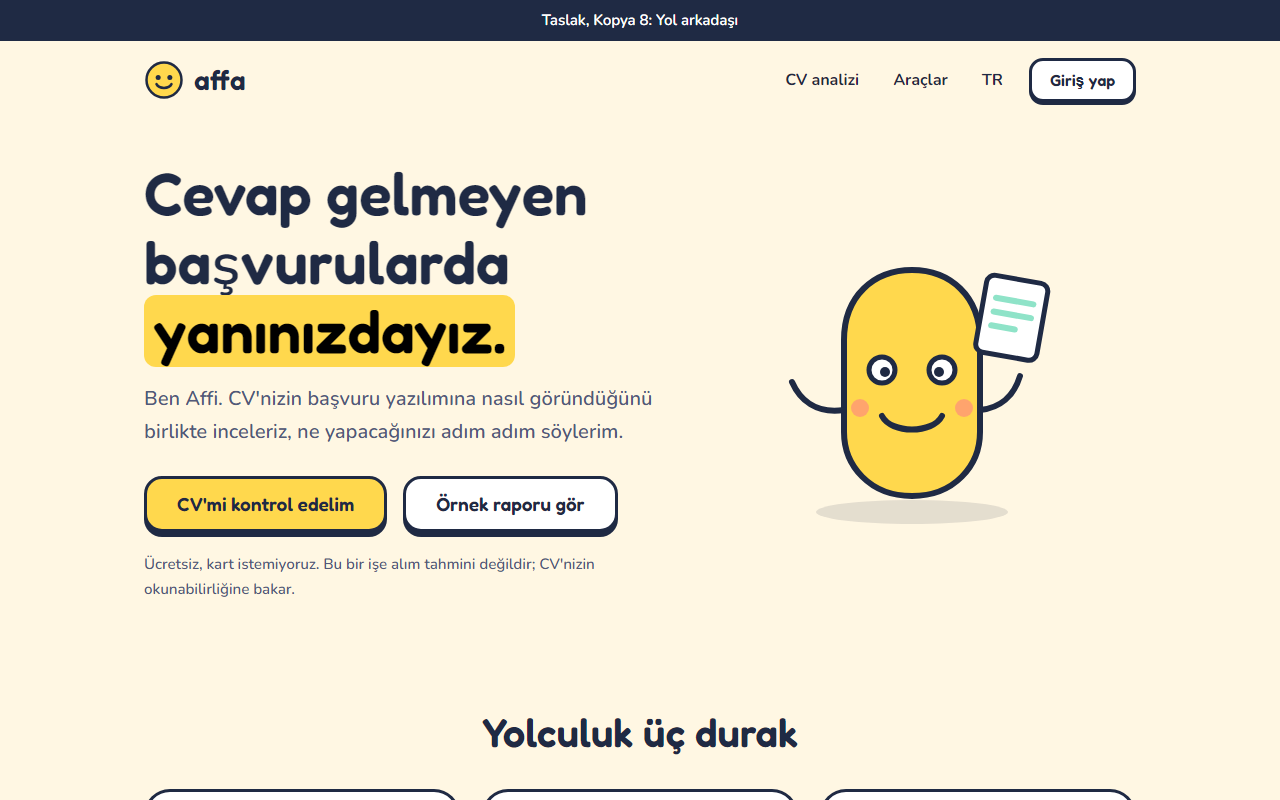 Taslak, Kopya 8: Yol arkadaşı
affa
CV analizi
Araçlar
TR
Giriş yap
Cevap gelmeyen
başvurularda
yanınızdayız.
Ben Affi. CV'nizin başvuru yazılımına nasıl göründüğünü
birlikte inceleriz, ne yapacağınızı adım adım söylerim.
CV'mi kontrol edelim
Örnek raporu gör
Ücretsiz, kart istemiyoruz. Bu bir işe alım tahmini değildir; CV'nizin
okunabilirliğine bakar.
Yolculuk üç durak